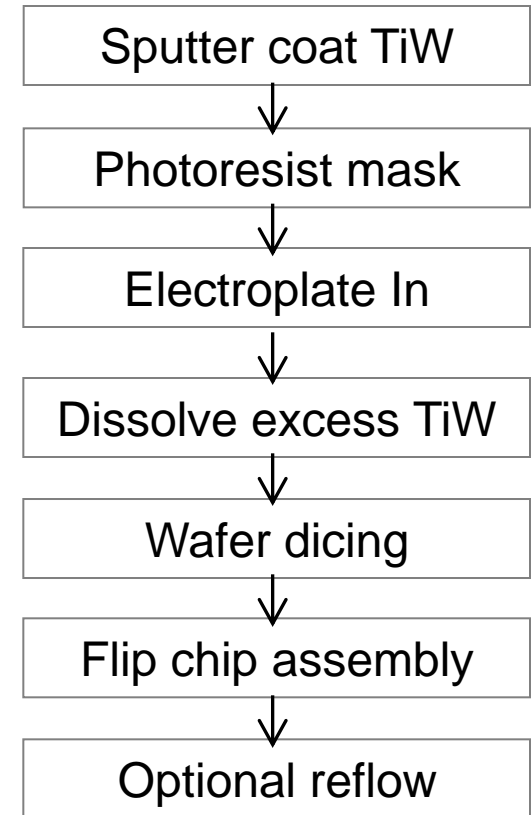 Sputter coat TiW
Photoresist mask
Electroplate In
Dissolve excess TiW
Wafer dicing
Flip chip assembly
Optional reflow